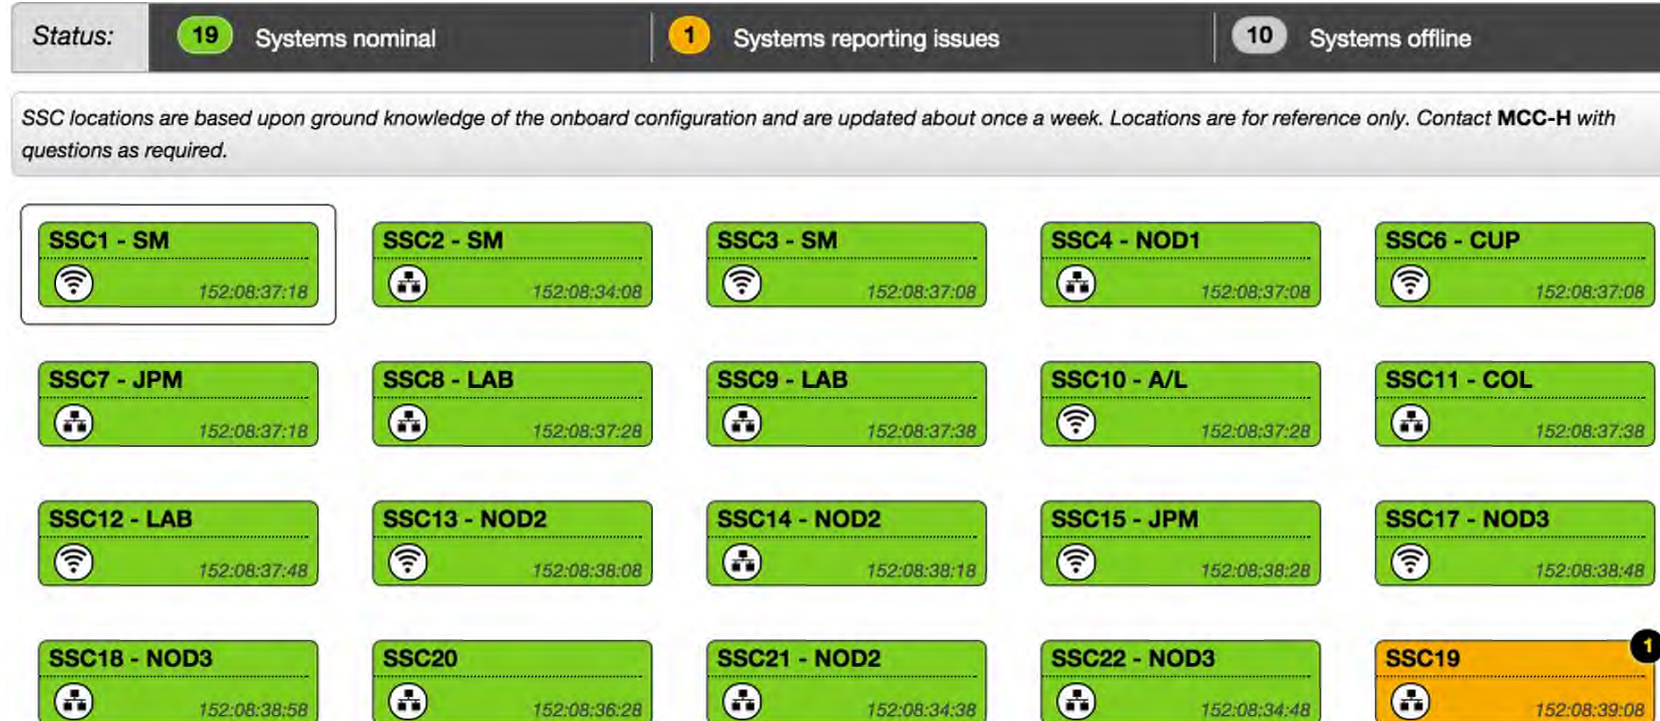 Status: 19 Systems nominal 1 Systems reporting issues 10 Systems offline
SSC locations are based upon ground knowledge of the onboard configuration and are updated about once a week. Locations are for reference only. Contact MCC-H with
questions as required.
SSC1 - SM
152:08:37:18
SSC2 - SM
152:08:34:08
SSC3 - SM
152:08:37:08
SSC4 - NOD1
152:08:37:08
SSC6 - CUP
152:08:37:08
SSC7 - JPM
152:08:37:18
SSC8 - LAB
152:08:37:28
SSC9 - LAB
152:08:37:38
SSC10 - A/L
152:08:37:28
SSC11 - COL
152:08:37:38
SSC12 - LAB
152:08:37:48
SSC13 - NOD2
152:08:38:08
SSC14 - NOD2
152:08:38:18
SSC15 - JPM
152:08:38:28
SSC17 - NOD3
152:08:38:48
SSC18 - NOD3
152:08:38:58
SSC20
152:08:36:28
SSC21 - NOD2
152:08:34:38
SSC22 - NOD3
152:08:34:48
SSC19
1
152:08:39:08